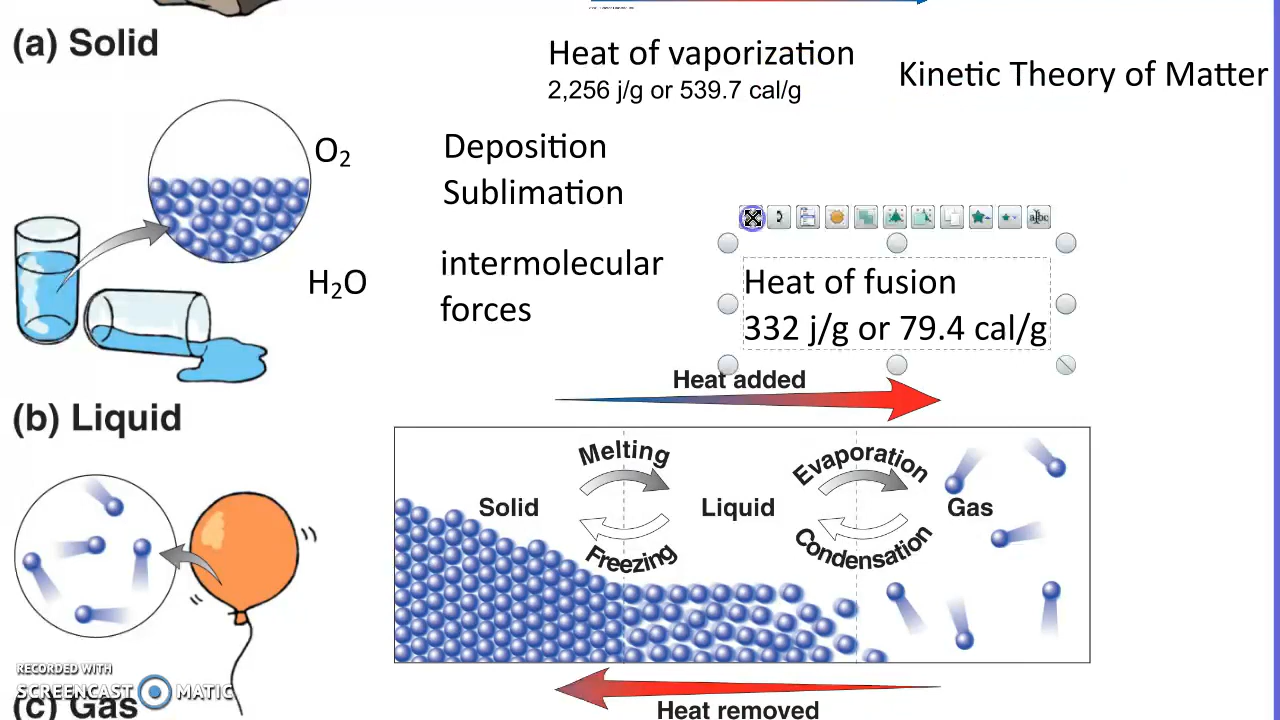 (a) Solid
Heat of vaporization
2,256 j/g or 539.7 cal/g
Kinetic Theory of Matter
O₂
Deposition
Sublimation
abc
H₂O
intermolecular
forces
Heat of fusion
332 j/g or 79.4 cal/g
Heat added
(b) Liquid
Melting
Evaporation
Solid
Liquid
Gas
Freezing
Condensation
RECORDED WITH
SCREENCAST MATIC
(c) Gas
Heat removed